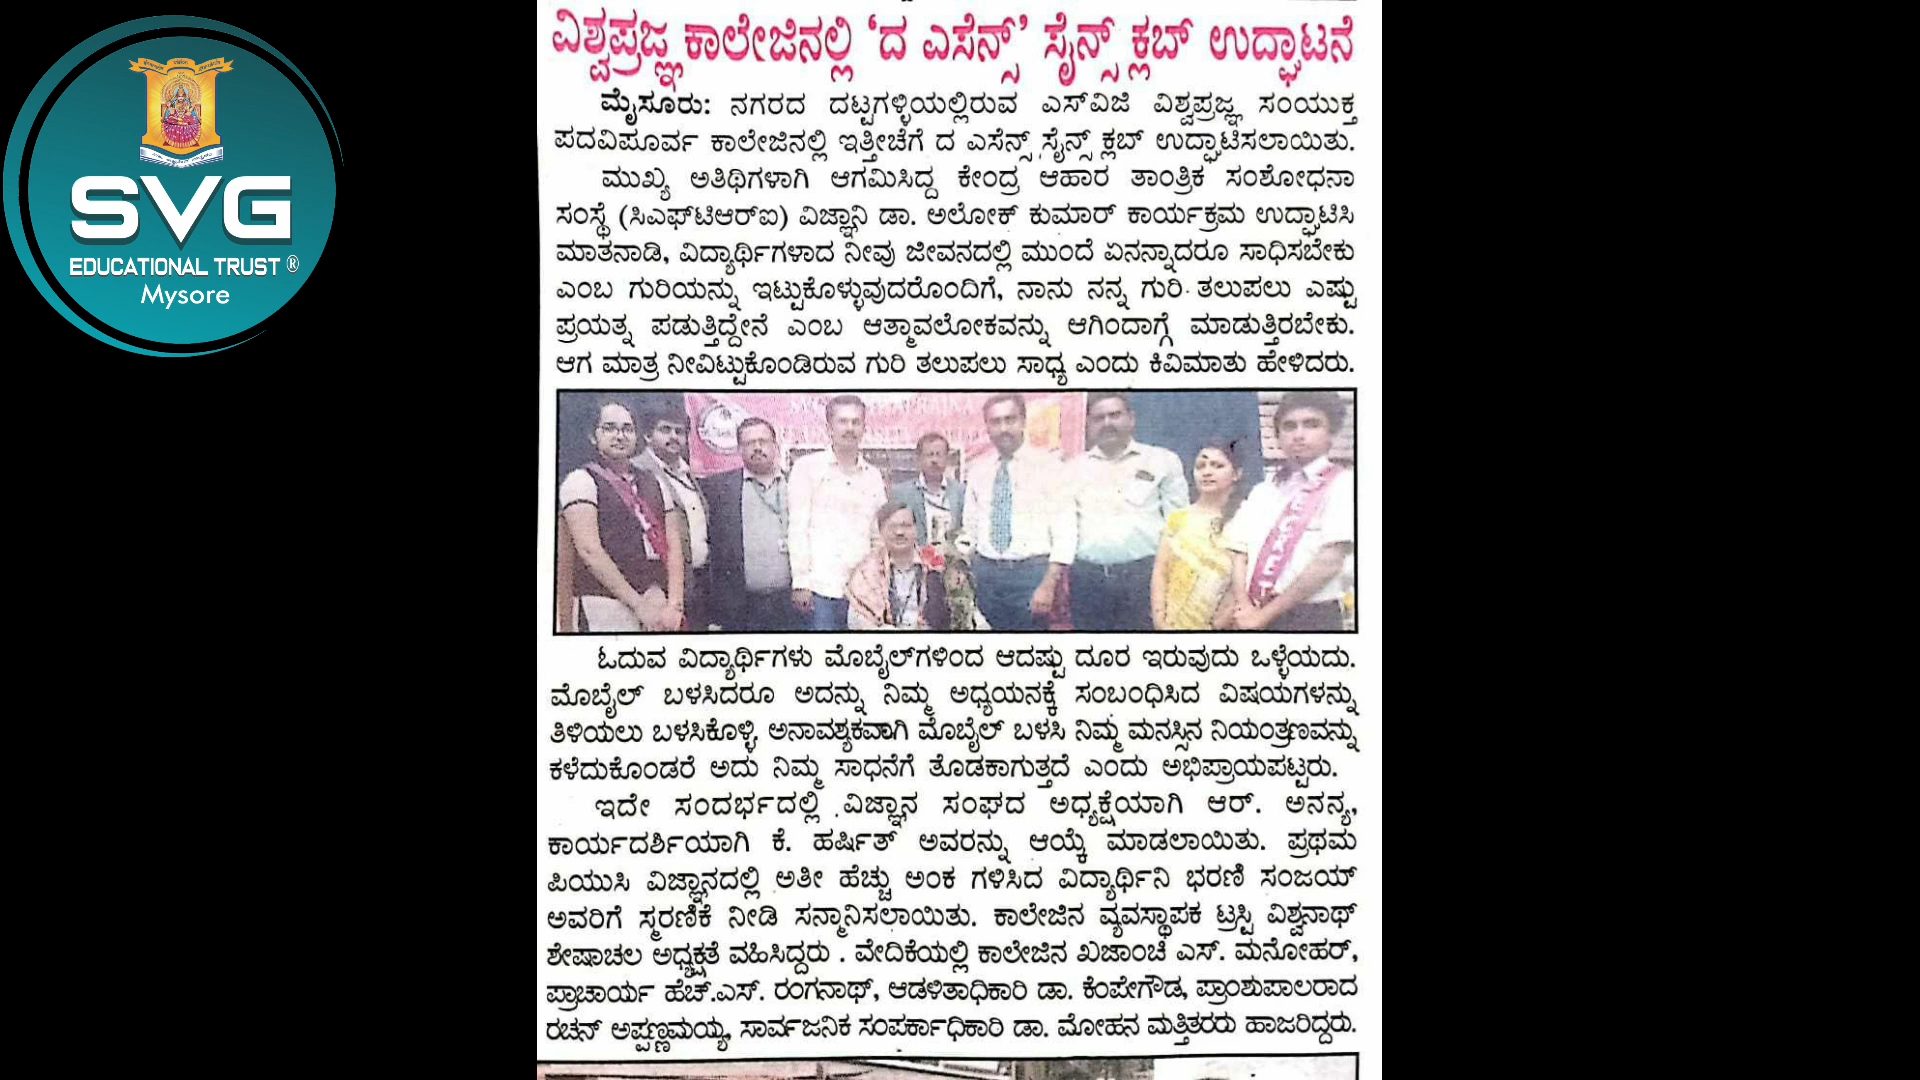 SVG
EDUCATIONAL TRUST ®
Mysore
ವಿಶ್ವಪ್ರಜ್ಞ ಕಾಲೇಜಿನಲ್ಲಿ ‘ದ ಎಸೆನ್ಸ್’ ಸೈನ್ಸ್ ಕ್ಲಬ್ ಉದ್ಘಾಟನೆ
ಮೈಸೂರು: ನಗರದ ದಟ್ಟಗಳ್ಳಿಯಲ್ಲಿರುವ ಎಸ್‌ವಿಜಿ ವಿಶ್ವಪ್ರಜ್ಞ ಸಂಯುಕ್ತ
ಪದವಿಪೂರ್ವ ಕಾಲೇಜಿನಲ್ಲಿ ಇತ್ತೀಚೆಗೆ ದ ಎಸೆನ್ಸ್ ಸೈನ್ಸ್ ಕ್ಲಬ್ ಉದ್ಘಾಟಿಸಲಾಯಿತು.
ಮುಖ್ಯ ಅತಿಥಿಗಳಾಗಿ ಆಗಮಿಸಿದ್ದ ಕೇಂದ್ರ ಆಹಾರ ತಾಂತ್ರಿಕ ಸಂಶೋಧನಾ
ಸಂಸ್ಥೆ (ಸಿಎಫ್‌ಟಿಆರ್‌ಐ) ವಿಜ್ಞಾನಿ ಡಾ. ಅಲೋಕ್ ಕುಮಾರ್ ಕಾರ್ಯಕ್ರಮ ಉದ್ಘಾಟಿಸಿ
ಮಾತನಾಡಿ, ವಿದ್ಯಾರ್ಥಿಗಳಾದ ನೀವು ಜೀವನದಲ್ಲಿ ಮುಂದೆ ಏನನ್ನಾದರೂ ಸಾಧಿಸಬೇಕು
ಎಂಬ ಗುರಿಯನ್ನು ಇಟ್ಟುಕೊಳ್ಳುವುದರೊಂದಿಗೆ, ನಾನು ನನ್ನ ಗುರಿ ತಲುಪಲು ಎಷ್ಟು
ಪ್ರಯತ್ನ ಪಡುತ್ತಿದ್ದೇನೆ ಎಂಬ ಆತ್ಮಾವಲೋಕವನ್ನು ಆಗಿಂದಾಗ್ಗೆ ಮಾಡುತ್ತಿರಬೇಕು.
ಆಗ ಮಾತ್ರ ನೀವಿಟ್ಟುಕೊಂಡಿರುವ ಗುರಿ ತಲುಪಲು ಸಾಧ್ಯ ಎಂದು ಕಿವಿಮಾತು ಹೇಳಿದರು.
ಓದುವ ವಿದ್ಯಾರ್ಥಿಗಳು ಮೊಬೈಲ್‌ಗಳಿಂದ ಆದಷ್ಟು ದೂರ ಇರುವುದು ಒಳ್ಳೆಯದು.
ಮೊಬೈಲ್ ಬಳಸಿದರೂ ಅದನ್ನು ನಿಮ್ಮ ಅಧ್ಯಯನಕ್ಕೆ ಸಂಬಂಧಿಸಿದ ವಿಷಯಗಳನ್ನು
ತಿಳಿಯಲು ಬಳಸಿಕೊಳ್ಳಿ. ಅನಾವಶ್ಯಕವಾಗಿ ಮೊಬೈಲ್ ಬಳಸಿ ನಿಮ್ಮ ಮನಸ್ಸಿನ ನಿಯಂತ್ರಣವನ್ನು
ಕಳೆದುಕೊಂಡರೆ ಅದು ನಿಮ್ಮ ಸಾಧನೆಗೆ ತೊಡಕಾಗುತ್ತದೆ ಎಂದು ಅಭಿಪ್ರಾಯಪಟ್ಟರು.
ಇದೇ ಸಂದರ್ಭದಲ್ಲಿ ವಿಜ್ಞಾನ ಸಂಘದ ಅಧ್ಯಕ್ಷೆಯಾಗಿ ಆರ್. ಅನನ್ಯ,
ಕಾರ್ಯದರ್ಶಿಯಾಗಿ ಕೆ. ಹರ್ಷಿತ್ ಅವರನ್ನು ಆಯ್ಕೆ ಮಾಡಲಾಯಿತು. ಪ್ರಥಮ
ಪಿಯುಸಿ ವಿಜ್ಞಾನದಲ್ಲಿ ಅತೀ ಹೆಚ್ಚು ಅಂಕ ಗಳಿಸಿದ ವಿದ್ಯಾರ್ಥಿನಿ ಭರಣಿ ಸಂಜಯ್
ಅವರಿಗೆ ಸ್ಮರಣಿಕೆ ನೀಡಿ ಸನ್ಮಾನಿಸಲಾಯಿತು. ಕಾಲೇಜಿನ ವ್ಯವಸ್ಥಾಪಕ ಟ್ರಸ್ಟಿ ವಿಶ್ವನಾಥ್
ಶೇಷಾಚಲ ಅಧ್ಯಕ್ಷತೆ ವಹಿಸಿದ್ದರು . ವೇದಿಕೆಯಲ್ಲಿ ಕಾಲೇಜಿನ ಖಜಾಂಚಿ ಎಸ್. ಮನೋಹರ್,
ಪ್ರಾಚಾರ್ಯ ಹೆಚ್.ಎಸ್. ರಂಗನಾಥ್, ಆಡಳಿತಾಧಿಕಾರಿ ಡಾ. ಕೆಂಪೇಗೌಡ, ಪ್ರಾಂಶುಪಾಲರಾದ
ರಚನ್ ಅಪ್ಪಣ್ಣಮಯ್ಯ, ಸಾರ್ವಜನಿಕ ಸಂಪರ್ಕಾಧಿಕಾರಿ ಡಾ. ಮೋಹನ ಮತ್ತಿತರರು ಹಾಜರಿದ್ದರು.